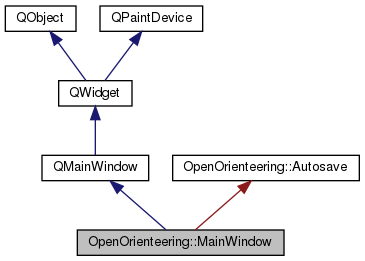 QObject
QPaintDevice
QWidget
QMainWindow
OpenOrienteering::Autosave
OpenOrienteering::MainWindow